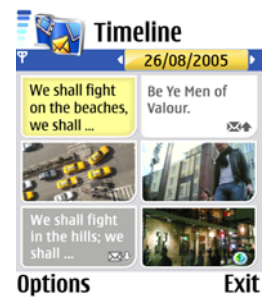 Timeline
26/08/2005
We shall fight
on the beaches,
we shall ...
Be Ye Men of
Valour.
We shall fight
in the hills; we
shall ...
Options
Exit